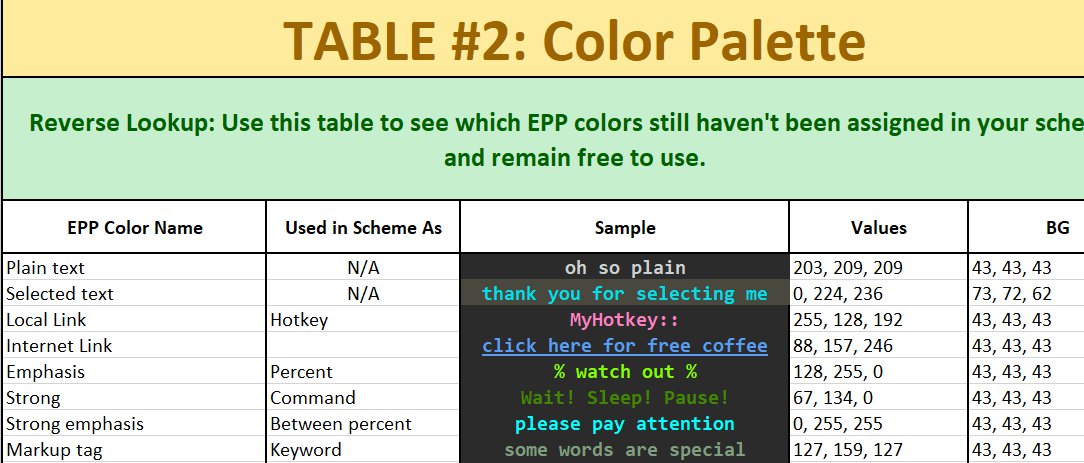 TABLE #2: Color Palette
Reverse Lookup: Use this table to see which EPP colors still haven't been assigned in your sche
and remain free to use.
EPP Color Name Used in Scheme As Sample Values BG
Plain text N/A oh so plain 203, 209, 209 43, 43, 43
Selected text N/A thank you for selecting me 0, 224, 236 73, 72, 62
Local Link Hotkey MyHotkey:: 255, 128, 192 43, 43, 43
Internet Link click here for free coffee 88, 157, 246 43, 43, 43
Emphasis Percent % watch out % 128, 255, 0 43, 43, 43
Strong Command Wait! Sleep! Pause! 67, 134, 0 43, 43, 43
Strong emphasis Between percent please pay attention 0, 255, 255 43, 43, 43
Markup tag Keyword some words are special 127, 159, 127 43, 43, 43